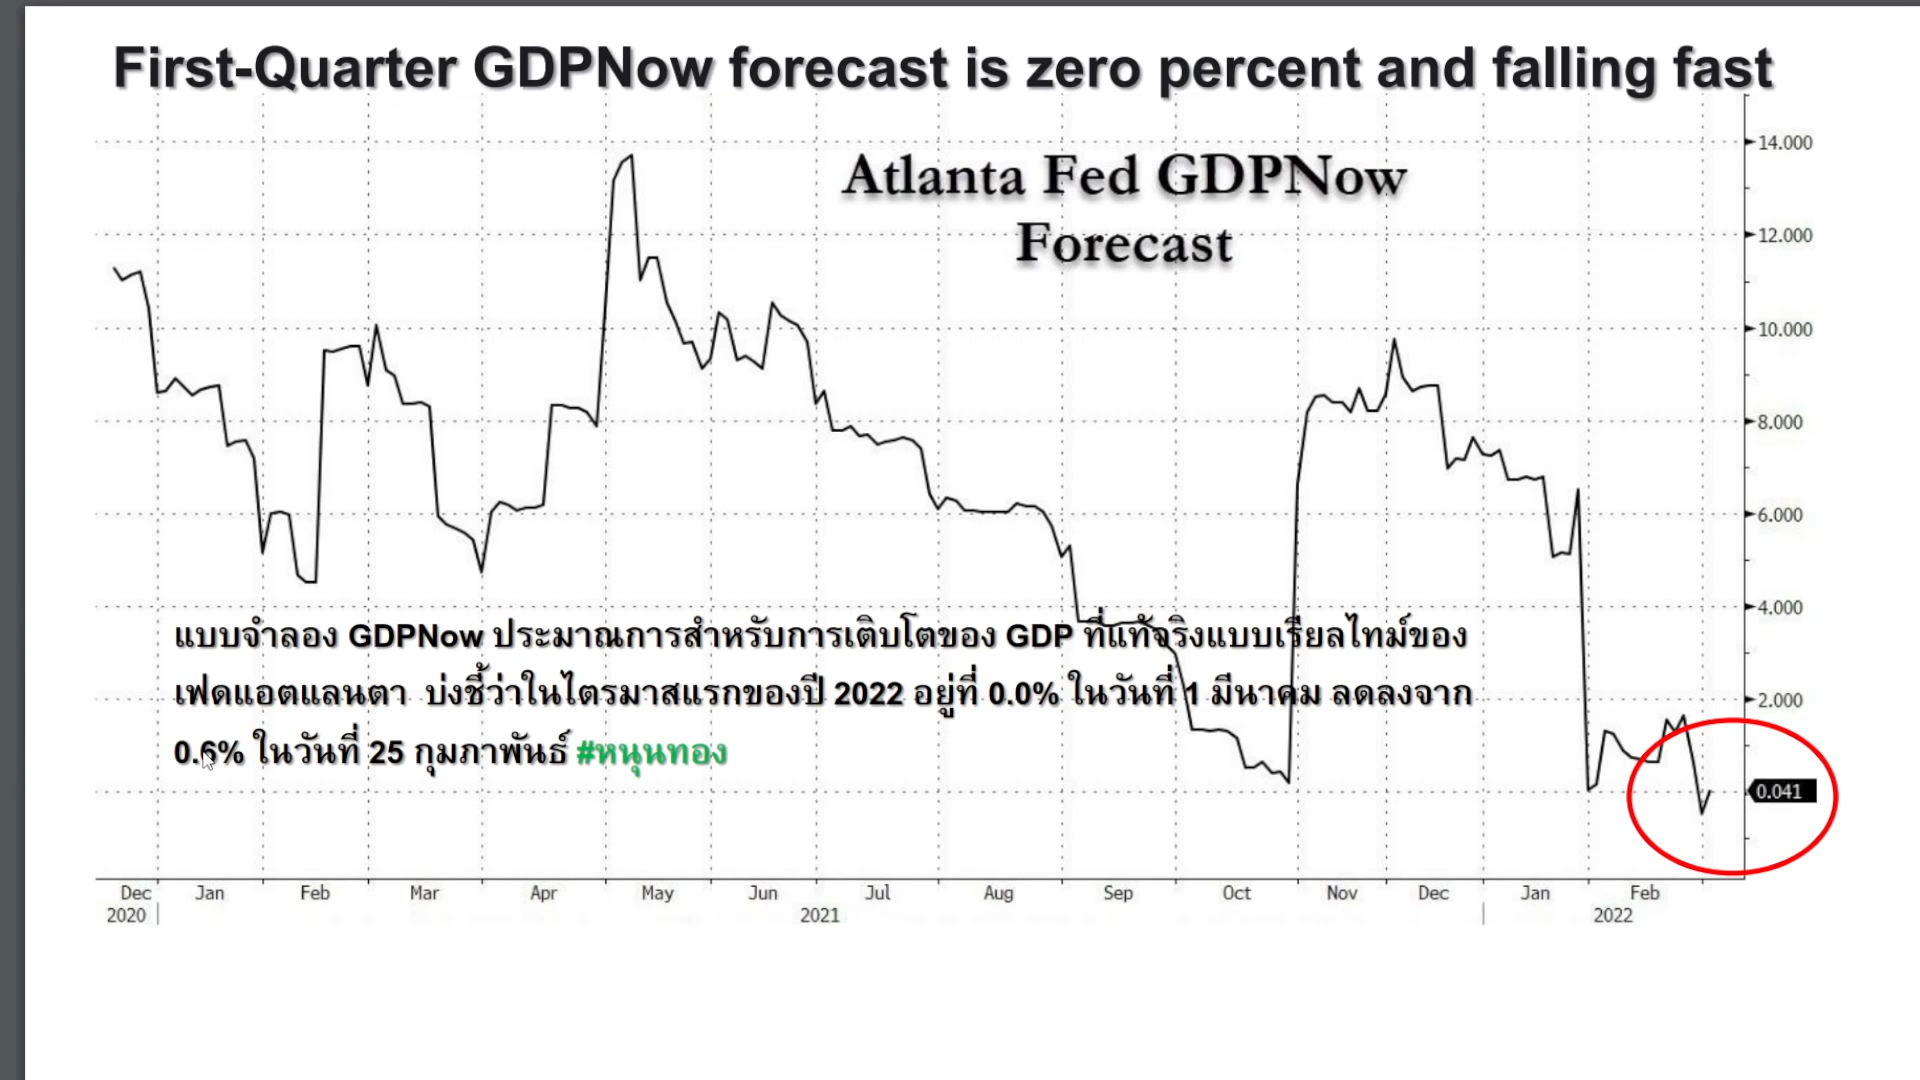 First-Quarter GDPNow forecast is zero percent and falling fast
Atlanta Fed GDPNow
Forecast
14.000
12.000
10.000
8.000
6.000
4.000
2.000
0.041
แบบจำลอง GDPNow ประมาณการสำหรับการเติบโตของ GDP ที่แท้จริงแบบเรียลไทม์ของ
เฟดแอตแลนตา บ่งชี้ว่าในไตรมาสแรกของปี 2022 อยู่ที่ 0.0% ในวันที่ 1 มีนาคม ลดลงจาก
0.6% ในวันที่ 25 กุมภาพันธ์ #หนุนทอง
Dec Jan Feb Mar Apr May Jun Jul Aug Sep Oct Nov Dec Jan Feb
2020 2021 2022